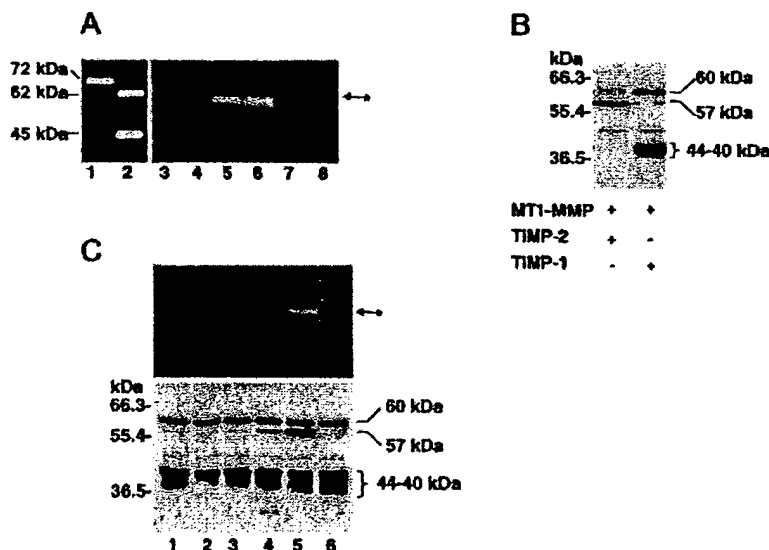 A
72 kDa
62 kDa
45 kDa
1 2 3 4 5 6 7 8
B
kDa
66.3-
55.4-
36.5-
60 kDa
57 kDa
44-40 kDa
MT1-MMP + +
TIMP-2 + -
TIMP-1 - +
C
kDa
66.3-
55.4-
36.5-
60 kDa
57 kDa
44-40 kDa
1 2 3 4 5 6